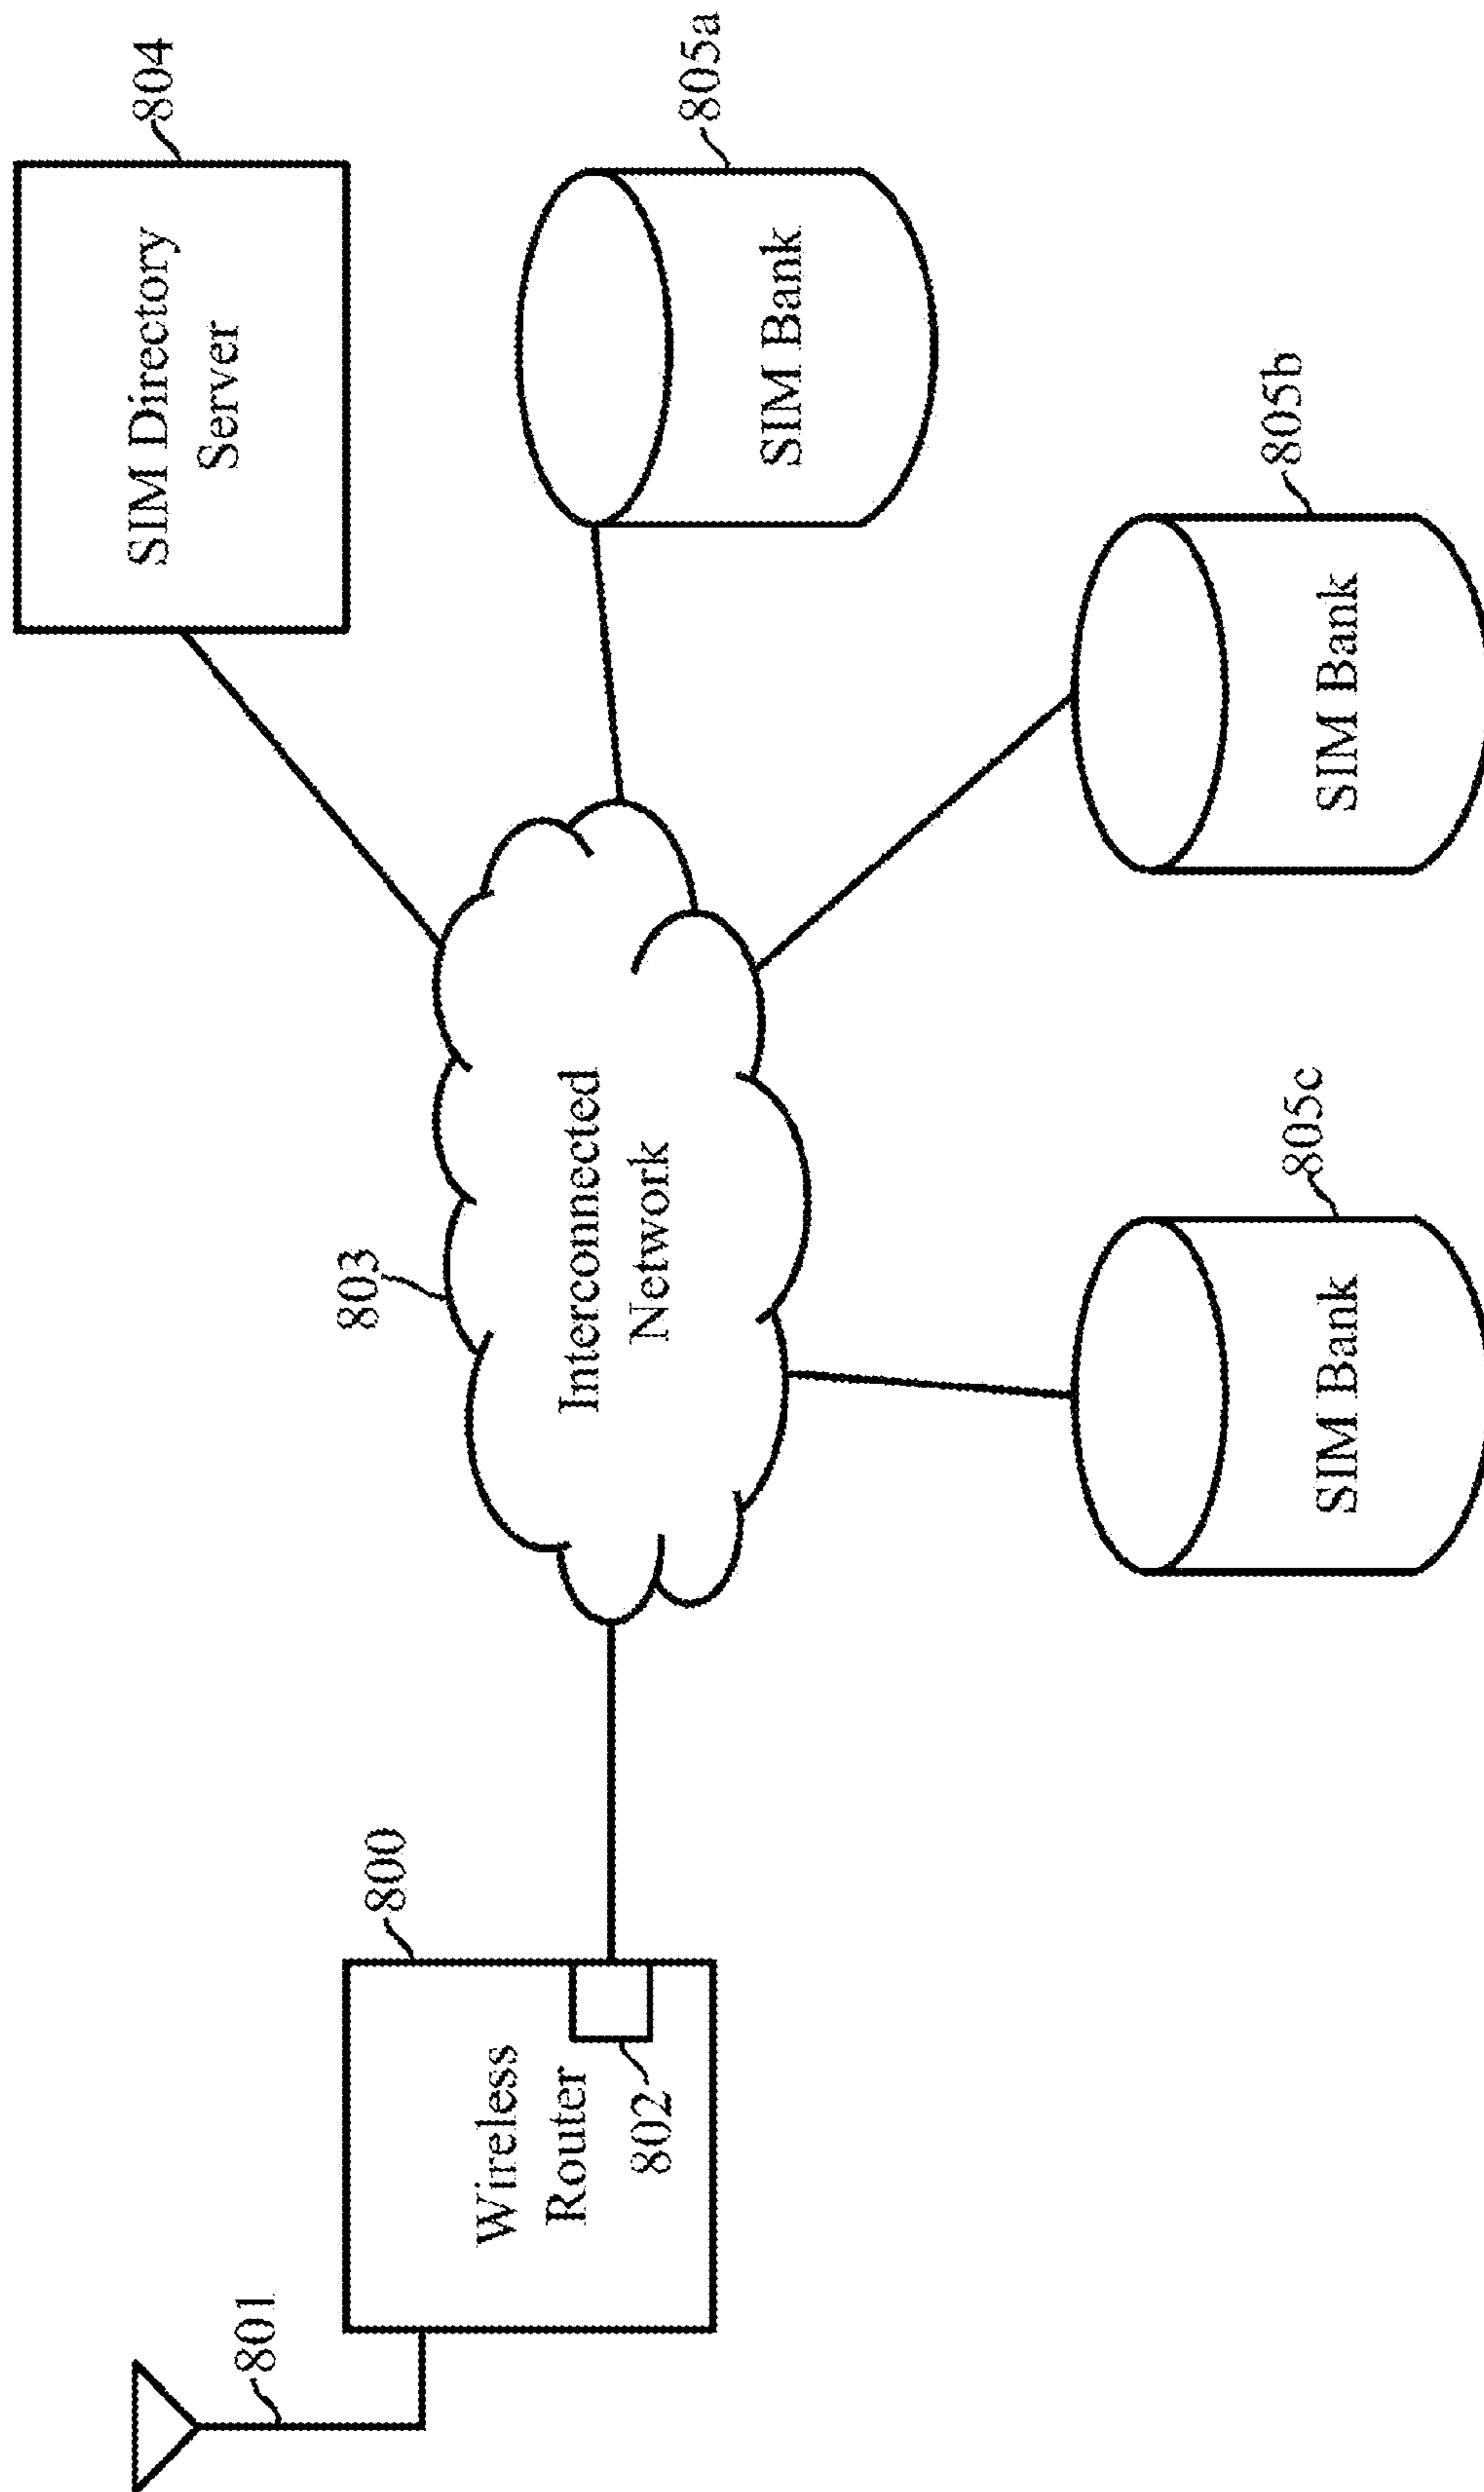 801
Wireless
Router
800
802
803
Interconnected
Network
SIM Directory
Server
804
SIM Bank
805a
SIM Bank
805b
SIM Bank
805c